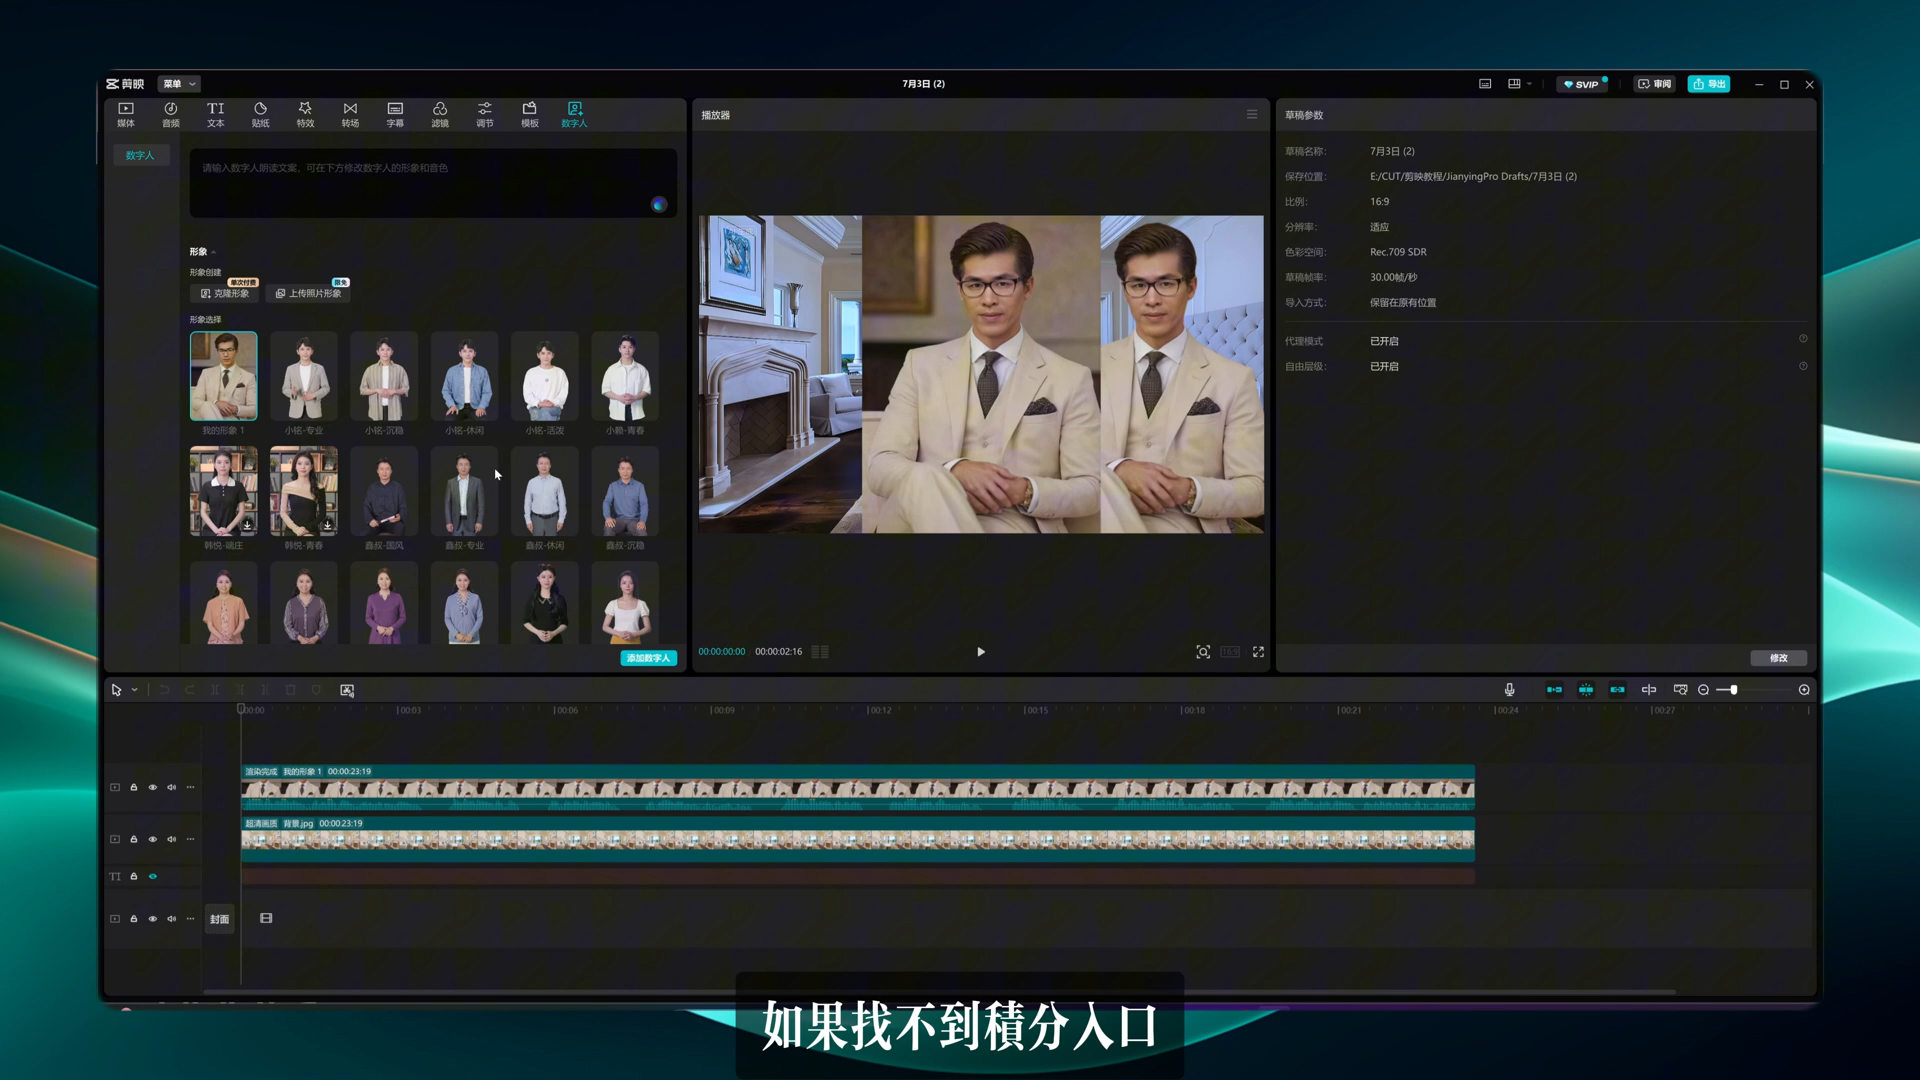 剪映 菜单 7月3日 (2) SVIP 审阅 导出
媒体 音频 文本 贴纸 特效 转场 字幕 滤镜 调节 模板 数字人
数字人
请输入数字人朗读文案，可在下方修改数字人的形象和音色
形象
形象创建
单次付费 限免
克隆形象 上传照片形象
形象选择
我的形象 1 小铭-专业 小铭-沉稳 小铭-休闲 小铭-活泼 小赖-青春
韩悦-端庄 韩悦-青春 鑫叔-国风 鑫叔-专业 鑫叔-休闲 鑫叔-沉稳
添加数字人
播放器
00:00:00:00 00:00:02:16
16:9
草稿参数
草稿名称: 7月3日 (2)
保存位置: E:/CUT/剪映教程/JianyingPro Drafts/7月3日 (2)
比例: 16:9
分辨率: 适应
色彩空间: Rec.709 SDR
草稿帧率: 30.00帧/秒
导入方式: 保留在原有位置
代理模式 已开启
自由层级: 已开启
修改
00:00 00:03 00:06 00:09 00:12 00:15 00:18 00:21 00:24 00:27
渲染完成 我的形象 1 00:00:23:19
超清画质 背景.jpg 00:00:23:19
TI
封面
如果找不到積分入口